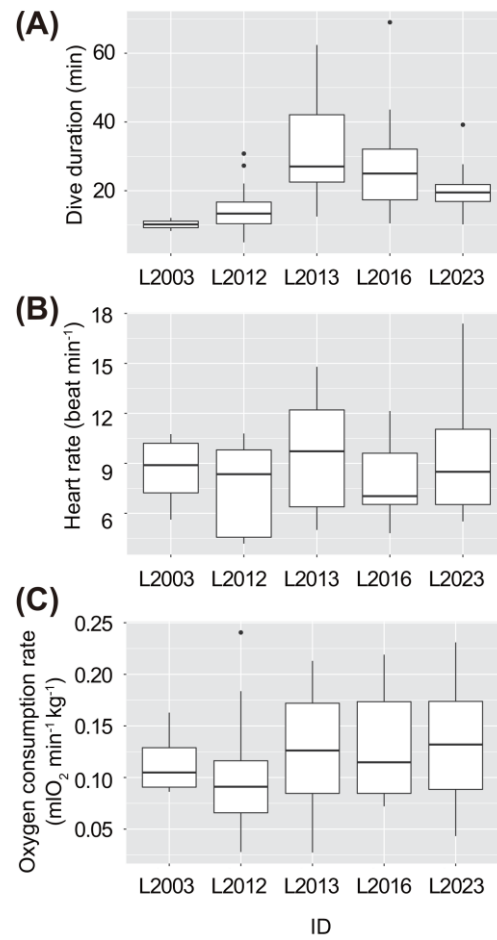 (A)
Dive duration (min)
60
40
20
L2003 L2012 L2013 L2016 L2023
(B)
Heart rate (beat min⁻¹)
18
15
12
9
6
L2003 L2012 L2013 L2016 L2023
(C)
Oxygen consumption rate
(mlO₂ min⁻¹ kg⁻¹)
0.25
0.20
0.15
0.10
0.05
L2003 L2012 L2013 L2016 L2023
ID